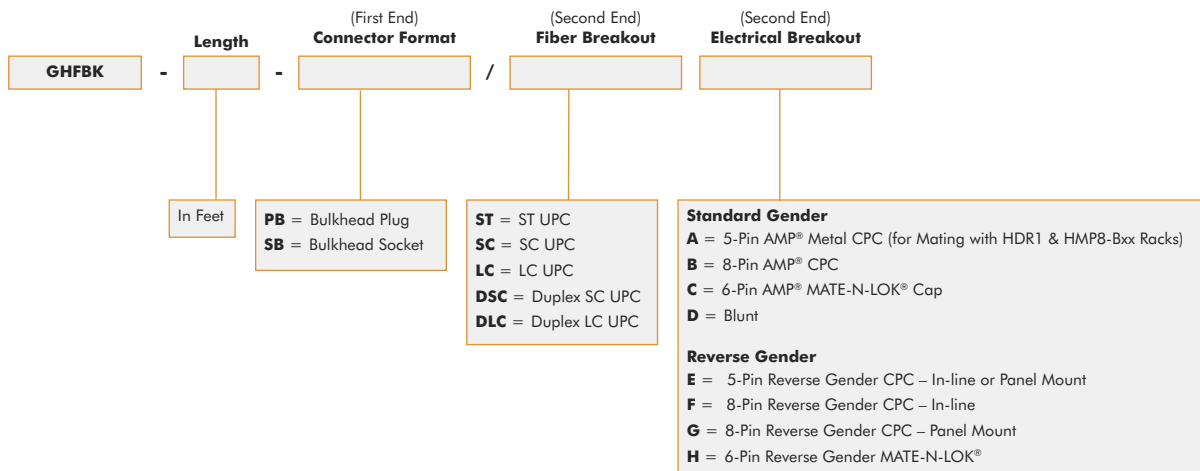 (First End) (Second End) (Second End)
Length Connector Format Fiber Breakout Electrical Breakout
GHFBK - - /
In Feet
PB = Bulkhead Plug
SB = Bulkhead Socket
ST = ST UPC
SC = SC UPC
LC = LC UPC
DSC = Duplex SC UPC
DLC = Duplex LC UPC
Standard Gender
A = 5-Pin AMP® Metal CPC (for Mating with HDR1 & HMP8-Bxx Racks)
B = 8-Pin AMP® CPC
C = 6-Pin AMP® MATE-N-LOK® Cap
D = Blunt
Reverse Gender
E = 5-Pin Reverse Gender CPC – In-line or Panel Mount
F = 8-Pin Reverse Gender CPC – In-line
G = 8-Pin Reverse Gender CPC – Panel Mount
H = 6-Pin Reverse Gender MATE-N-LOK®